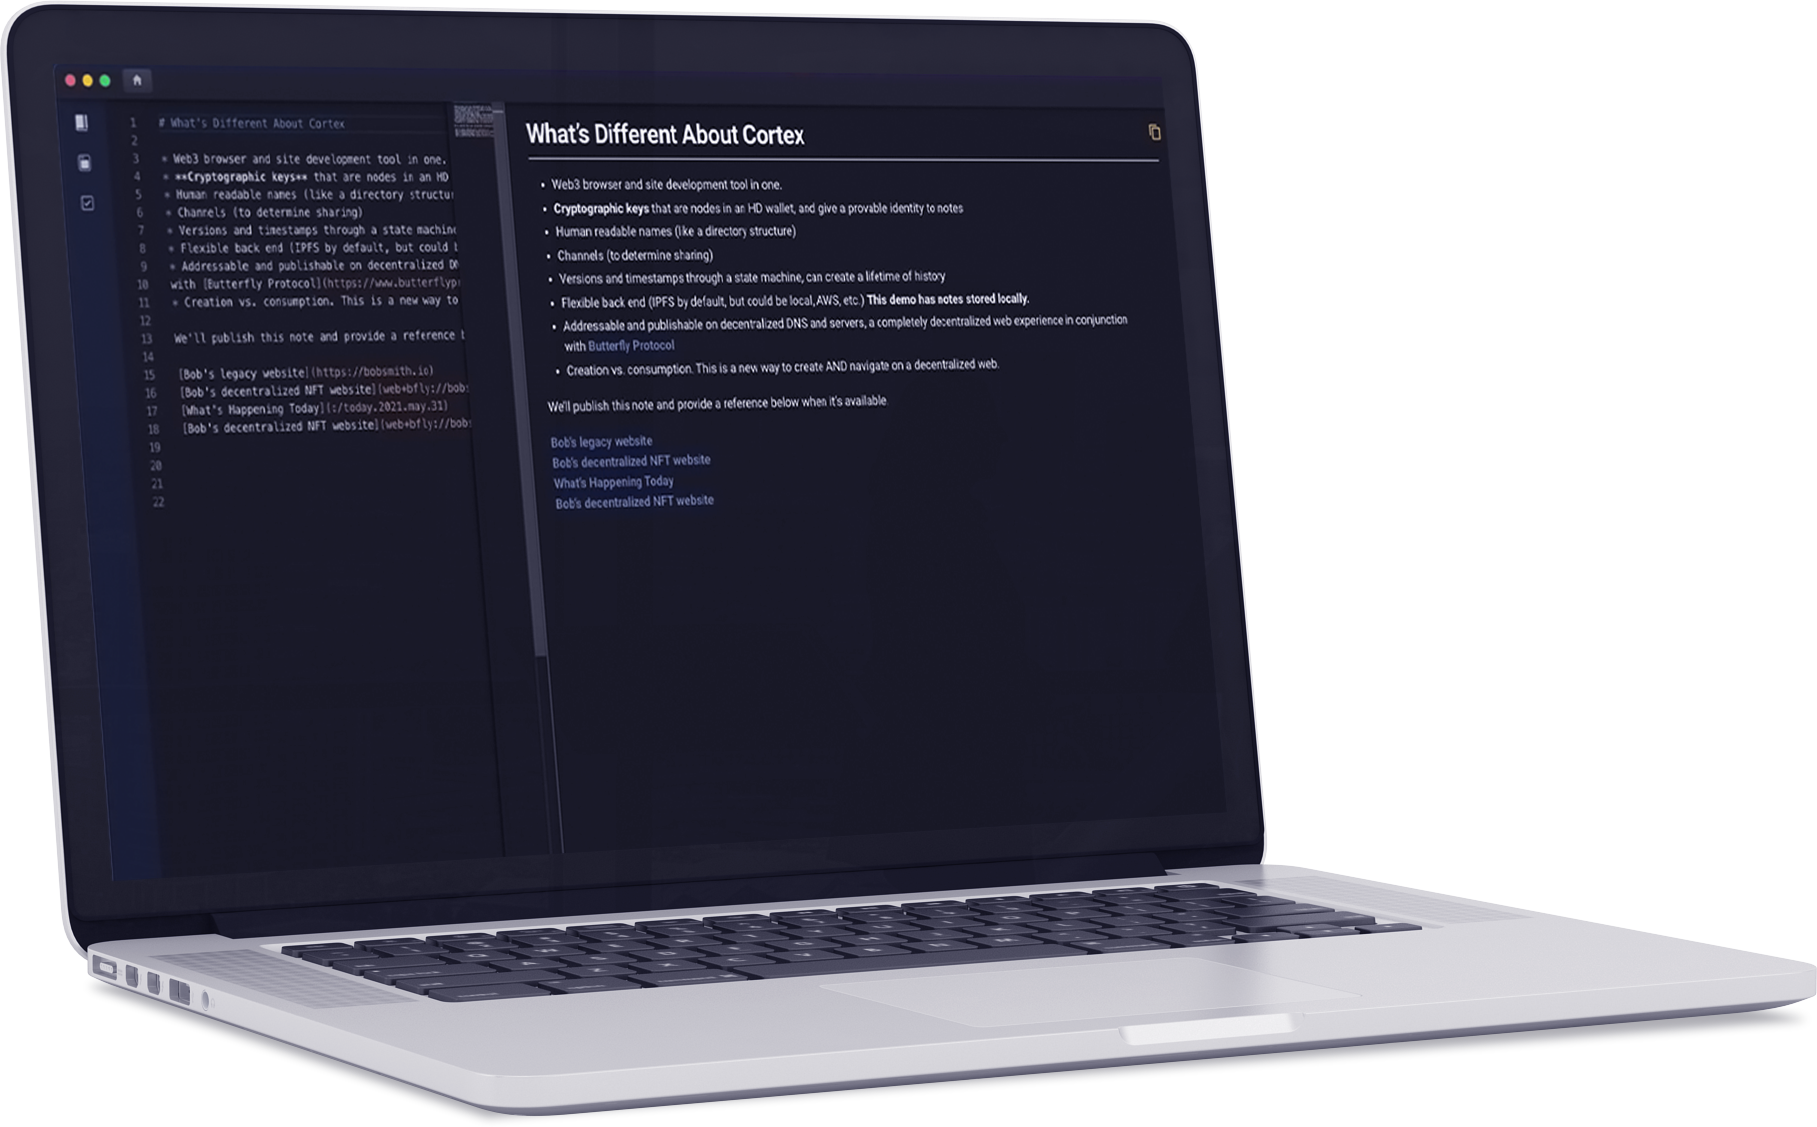 1 # What's Different About Cortex
2
3 * Web3 browser and site development tool in one.
4 * **Cryptographic keys** that are nodes in an HD
5 * Human readable names (like a directory structur
6 * Channels (to determine sharing)
7 * Versions and timestamps through a state machine
8 * Flexible back end (IPFS by default, but could b
9 * Addressable and publishable on decentralized DN
10 with [Butterfly Protocol](https://www.butterflypr
11 * Creation vs. consumption. This is a new way to
12
13 We'll publish this note and provide a reference b
14
15 [Bob's legacy website](https://bobsmith.io)
16 [Bob's decentralized NFT website](web+bfly://bobs
17 [What's Happening Today](:/today.2021.may.31)
18 [Bob's decentralized NFT website](web+bfly://bobs
19
20
21
22
What's Different About Cortex
• Web3 browser and site development tool in one.
• Cryptographic keys that are nodes in an HD wallet, and give a provable identity to notes
• Human readable names (like a directory structure)
• Channels (to determine sharing)
• Versions and timestamps through a state machine, can create a lifetime of history
• Flexible back end (IPFS by default, but could be local, AWS, etc.) This demo has notes stored locally.
• Addressable and publishable on decentralized DNS and servers, a completely decentralized web experience in conjunction
with Butterfly Protocol
• Creation vs. consumption. This is a new way to create AND navigate on a decentralized web.
We'll publish this note and provide a reference below when it's available.
Bob's legacy website
Bob's decentralized NFT website
What's Happening Today
Bob's decentralized NFT website